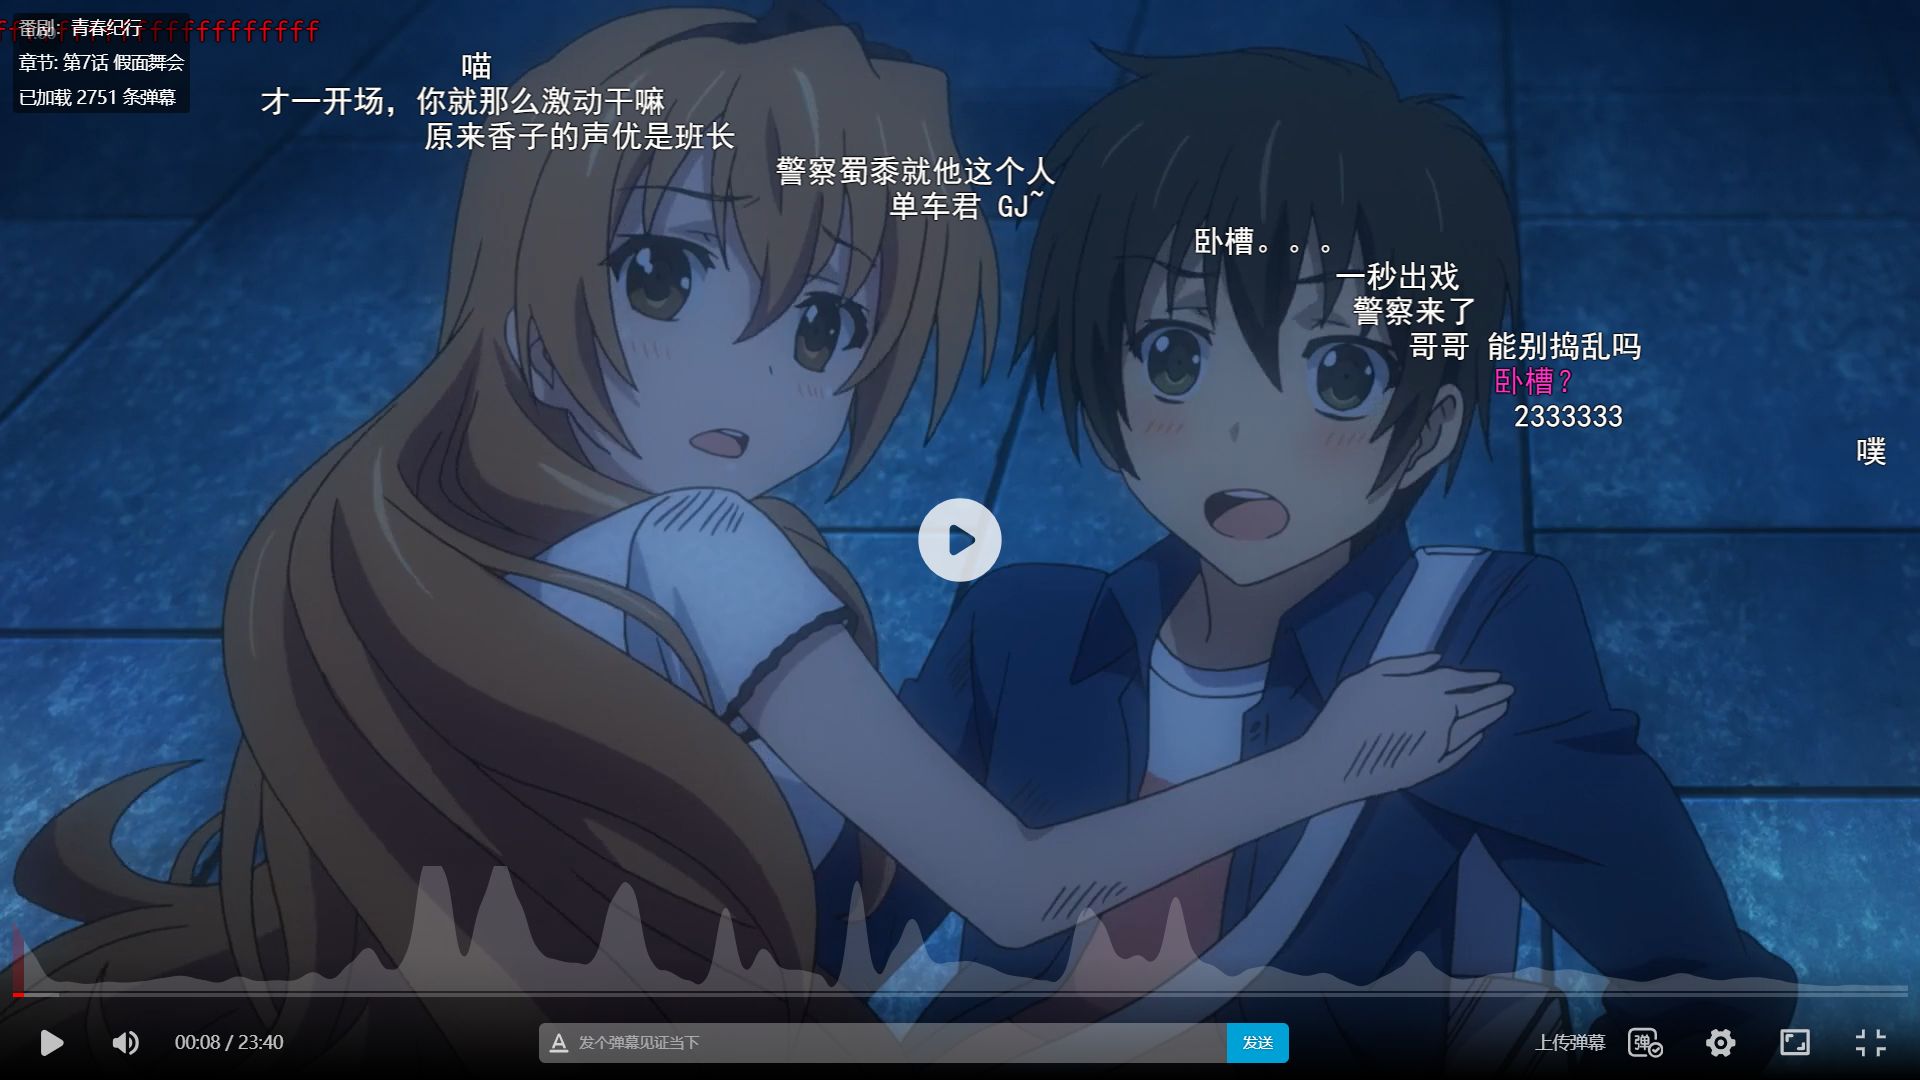 ffffffffffffffffffff
番剧: 青春纪行
章节: 第7话 假面舞会
已加载 2751 条弹幕
喵
才一开场，你就那么激动干嘛
原来香子的声优是班长
警察蜀黍就他这个人
单车君 GJ~
卧槽。。。
一秒出戏
警察来了
哥哥 能别捣乱吗
卧槽？
2333333
噗
00:08 / 23:40
发个弹幕见证当下
发送
上传弹幕
弹